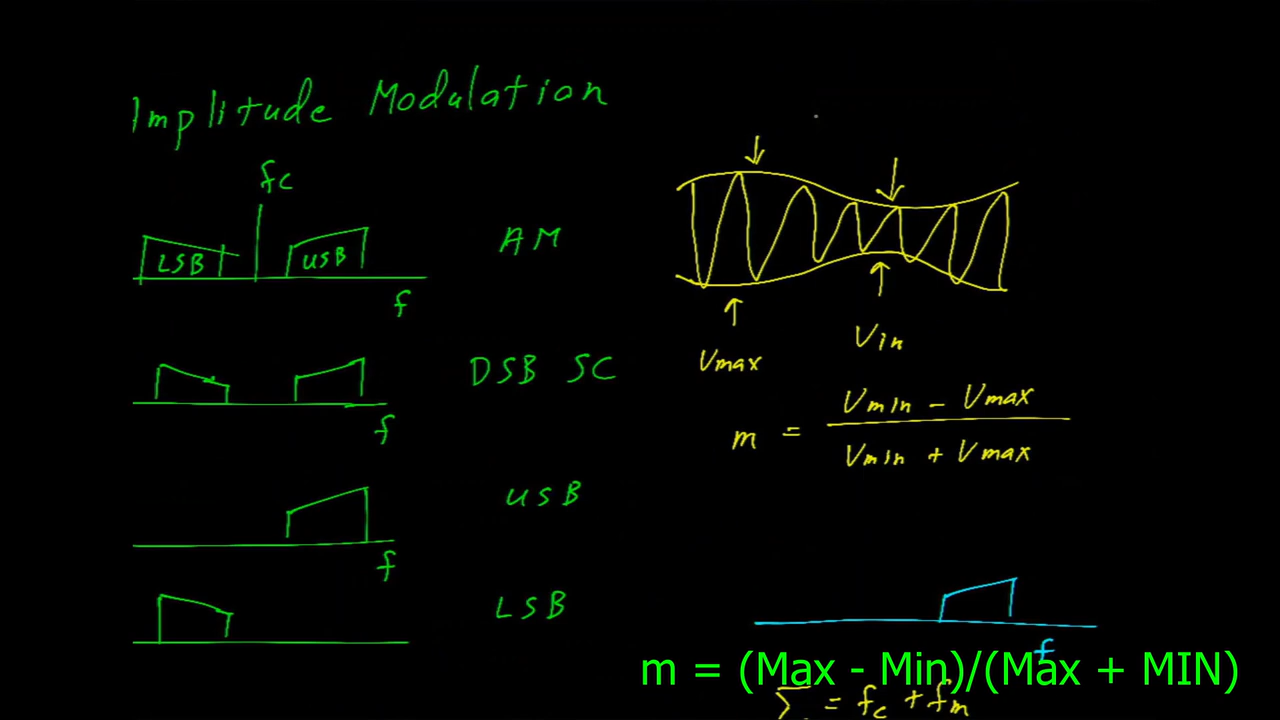 Amplitude Modulation
fc
LSB USB AM
f
DSB SC
f
USB
f
LSB
Vmax
Vin
m = Vmin - Vmax
Vmin + Vmax
f
m = (Max - Min)/(Max + MIN)
= fc + fm